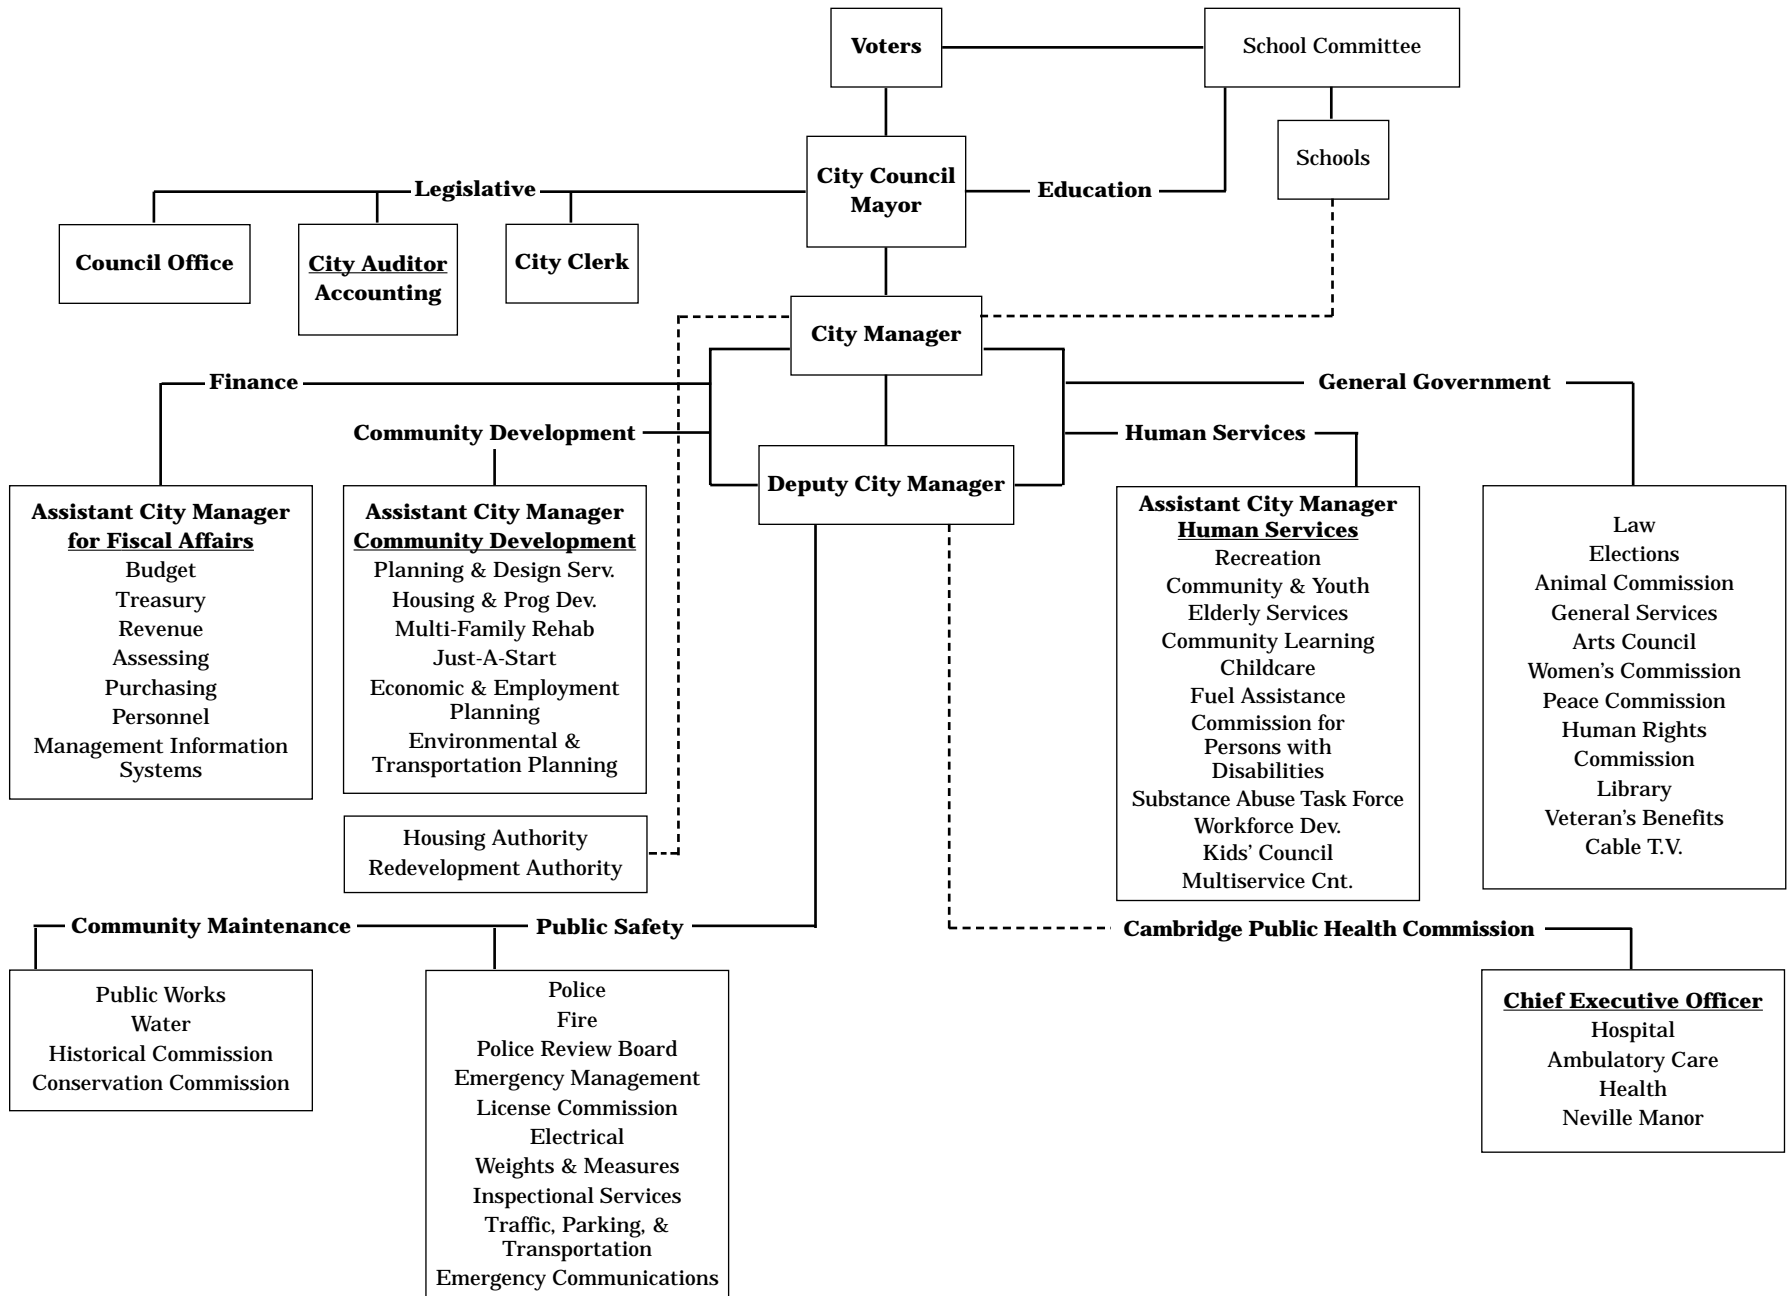 Voters
School Committee
Schools
City Council
Mayor
Legislative
Education
Council Office
City Auditor
Accounting
City Clerk
City Manager
Finance
General Government
Community Development
Human Services
Deputy City Manager
Assistant City Manager
for Fiscal Affairs
Budget
Treasury
Revenue
Assessing
Purchasing
Personnel
Management Information
Systems
Assistant City Manager
Community Development
Planning & Design Serv.
Housing & Prog Dev.
Multi-Family Rehab
Just-A-Start
Economic & Employment
Planning
Environmental &
Transportation Planning
Housing Authority
Redevelopment Authority
Assistant City Manager
Human Services
Recreation
Community & Youth
Elderly Services
Community Learning
Childcare
Fuel Assistance
Commission for
Persons with
Disabilities
Substance Abuse Task Force
Workforce Dev.
Kids' Council
Multiservice Cnt.
Law
Elections
Animal Commission
General Services
Arts Council
Women's Commission
Peace Commission
Human Rights
Commission
Library
Veteran's Benefits
Cable T.V.
Community Maintenance
Public Safety
Cambridge Public Health Commission
Public Works
Water
Historical Commission
Conservation Commission
Police
Fire
Police Review Board
Emergency Management
License Commission
Electrical
Weights & Measures
Inspectional Services
Traffic, Parking, &
Transportation
Emergency Communications
Chief Executive Officer
Hospital
Ambulatory Care
Health
Neville Manor